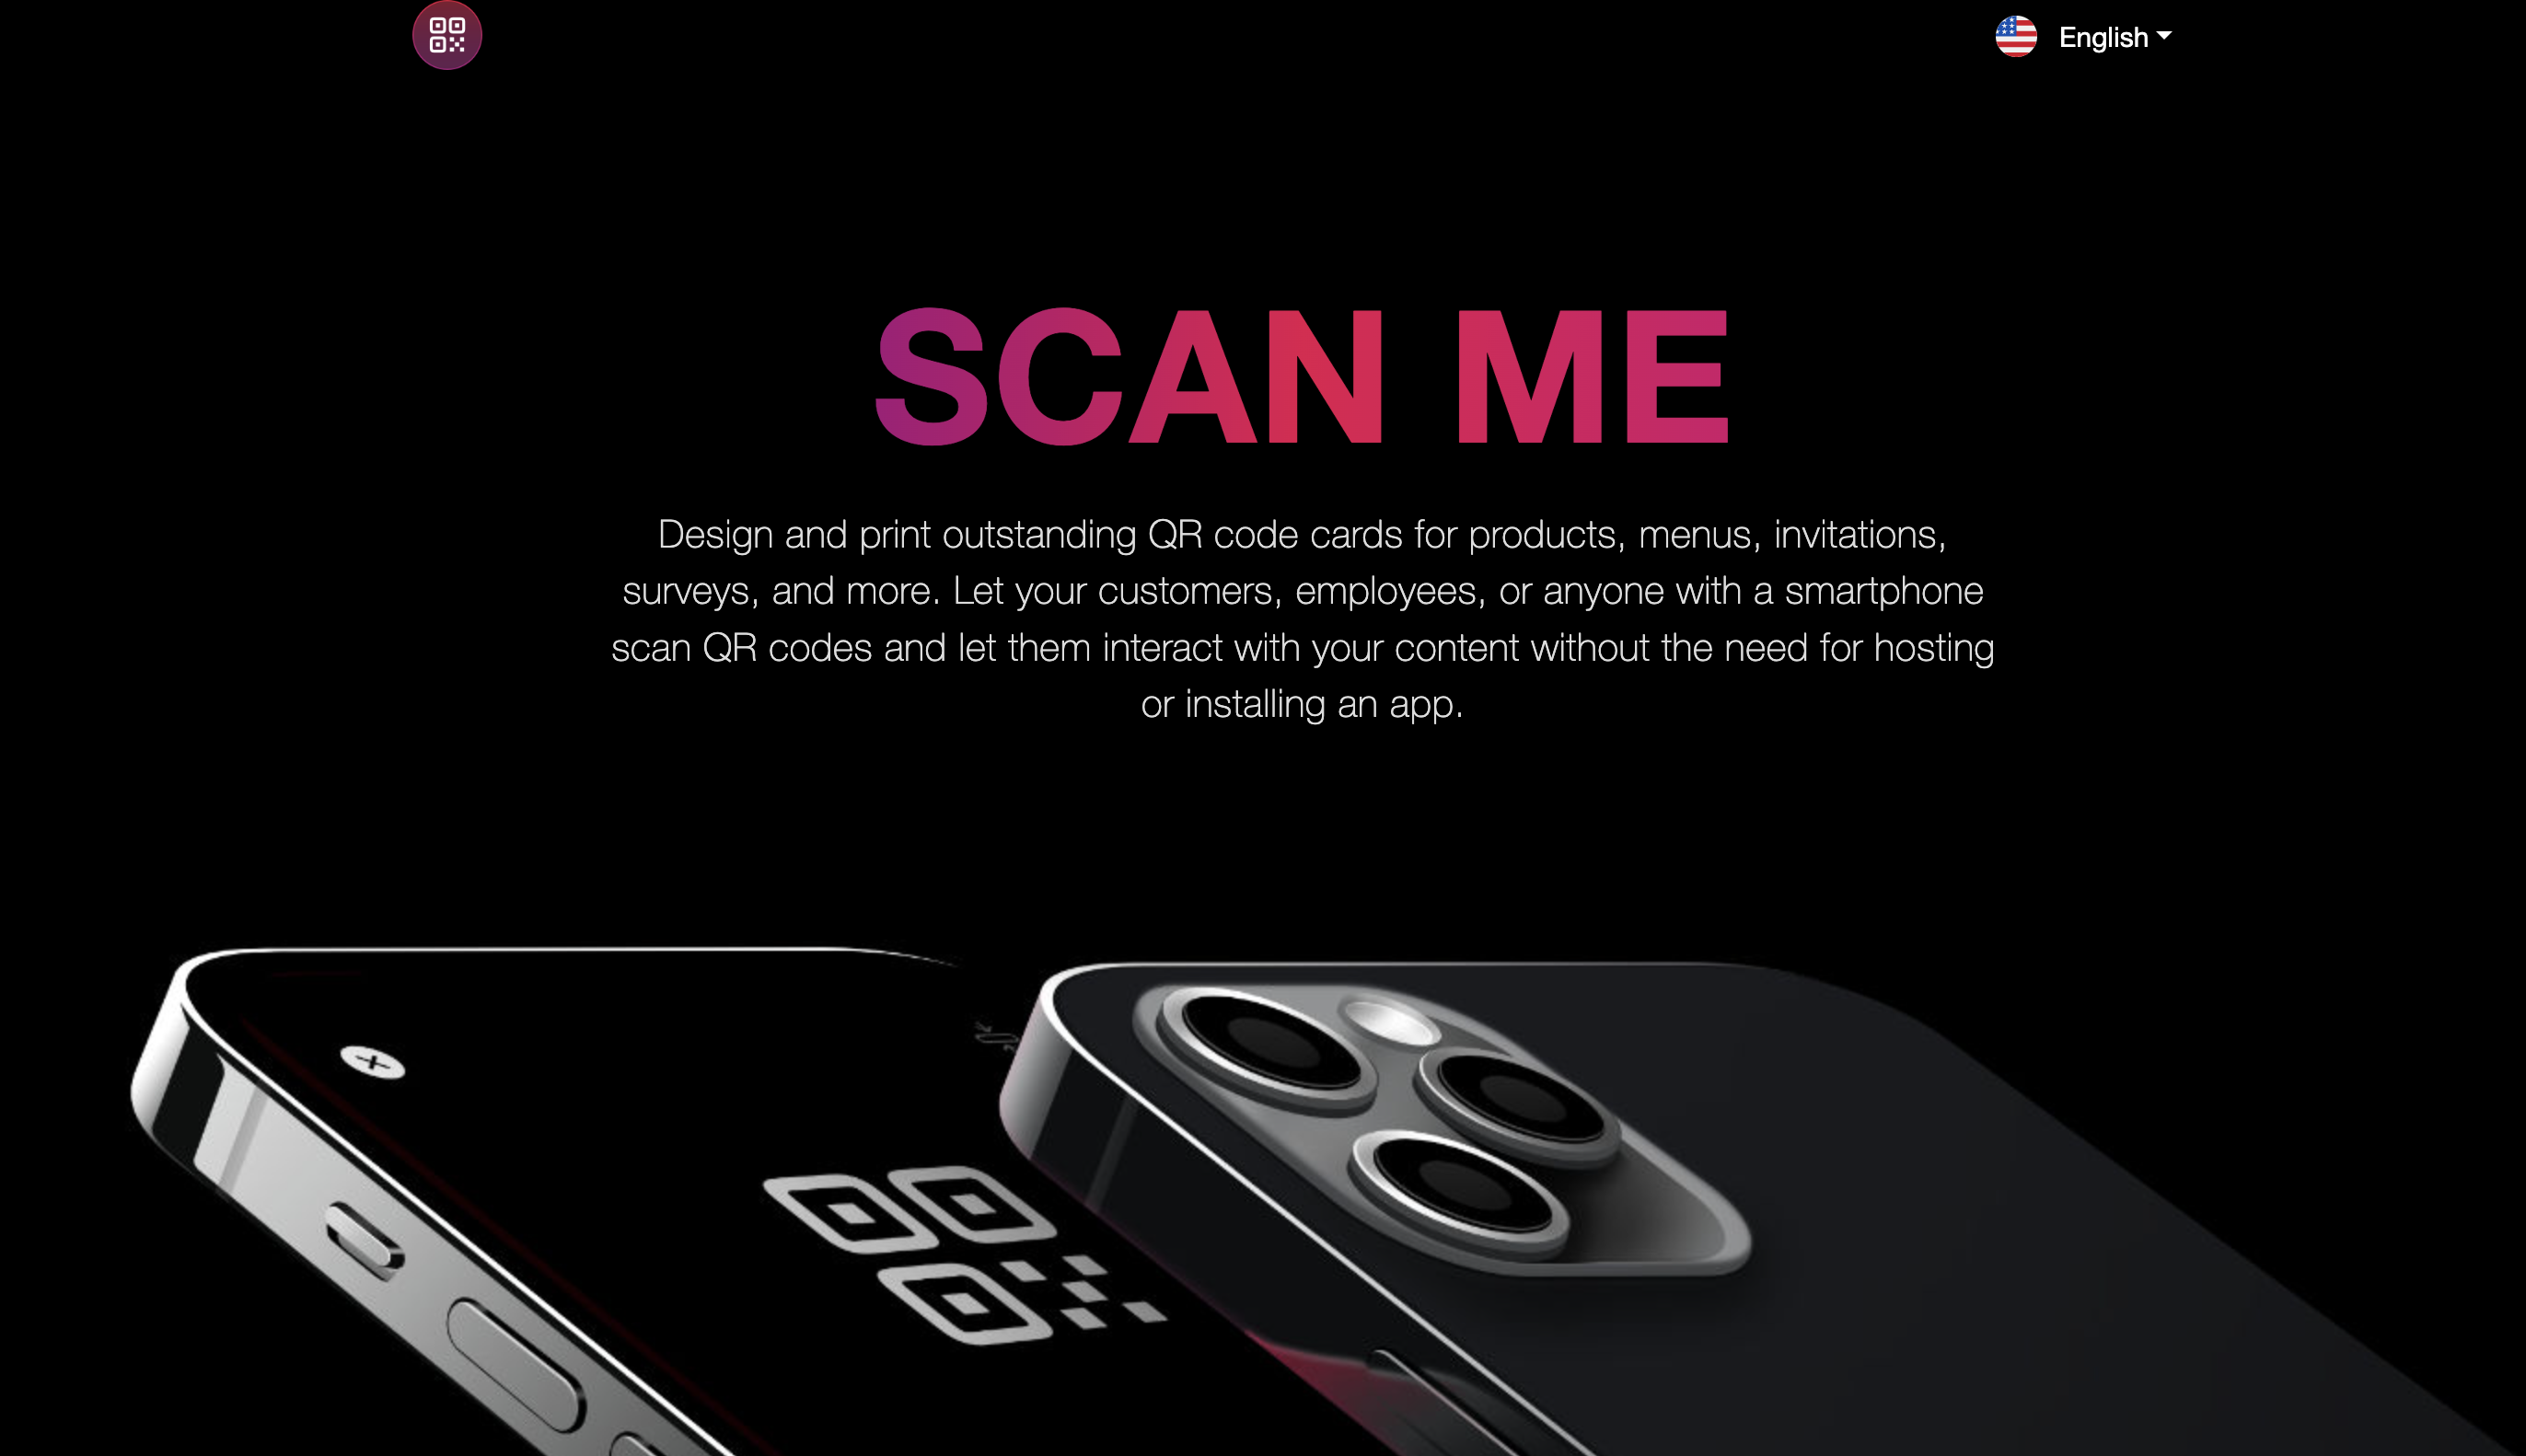 English
SCAN ME
Design and print outstanding QR code cards for products, menus, invitations,
surveys, and more. Let your customers, employees, or anyone with a smartphone
scan QR codes and let them interact with your content without the need for hosting
or installing an app.